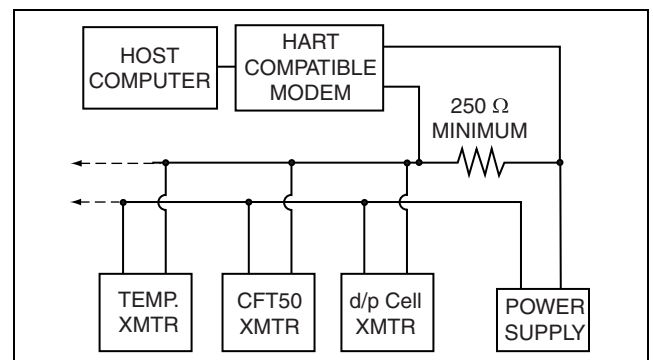 HOST
COMPUTER
HART
COMPATIBLE
MODEM
250 Ω
MINIMUM
TEMP.
XMTR
CFT50
XMTR
d/p Cell
XMTR
POWER
SUPPLY